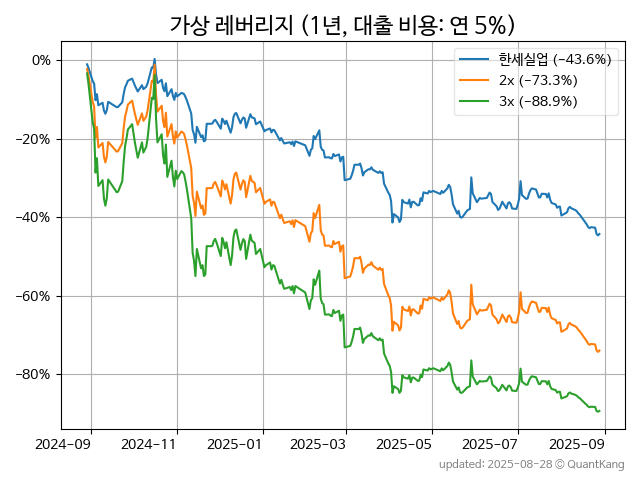 가상 레버리지 (1년, 대출 비용: 연 5%)
한세실업 (−43.6%)
2x (−73.3%)
3x (−88.9%)
0%
−20%
−40%
−60%
−80%
2024-09 2024-11 2025-01 2025-03 2025-05 2025-07 2025-09
updated: 2025-08-28 © QuantKang